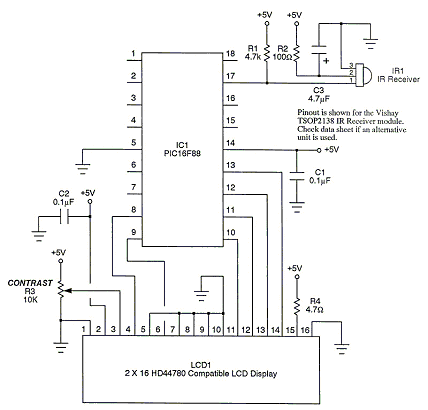 +5V +5V +5V
R1
4.7k
R2
100Ω
+
C3
4.7µF
3
2
1
IR1
IR Receiver
Pinout is shown for the Vishay
TSOP2138 IR Receiver module.
Check data sheet if an alternative
unit is used.
1 18
2 17
3 16
4 15
IC1
PIC16F88
5 14
+5V
6 13
7 12
8 11
9 10
C1
0.1µF
C2
0.1µF
+5V
+5V
CONTRAST
R3
10K
+5V
R4
4.7Ω
1 2 3 4 5 6 7 8 9 10 11 12 13 14 15 16
LCD1
2 X 16 HD44780 Compatible LCD Display